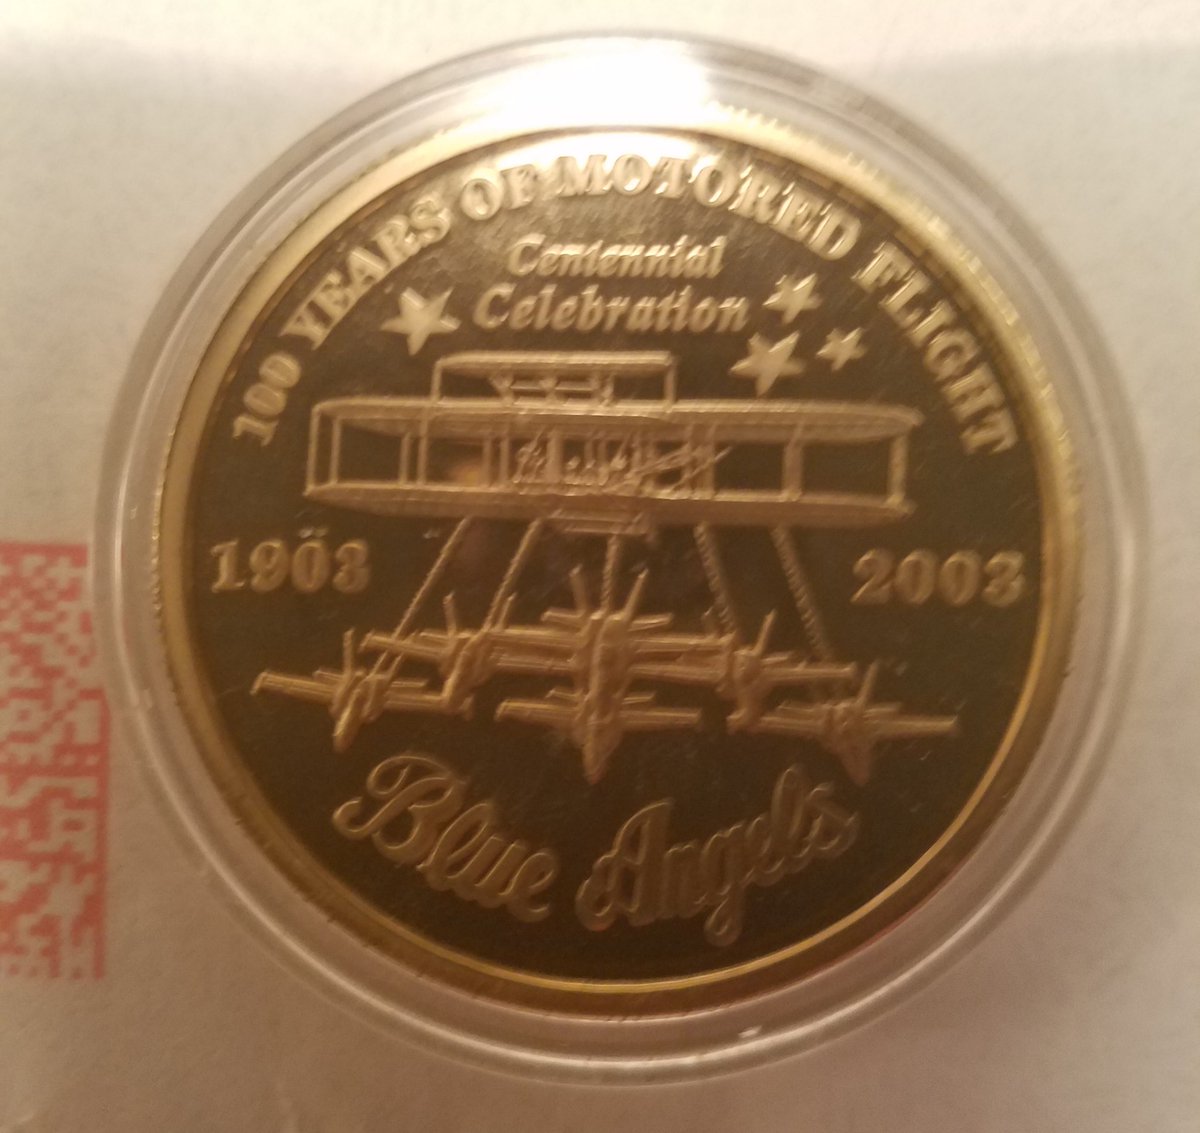 100 YEARS OF MOTORED FLIGHT
Centennial
Celebration
1903
2003
Blue Angels